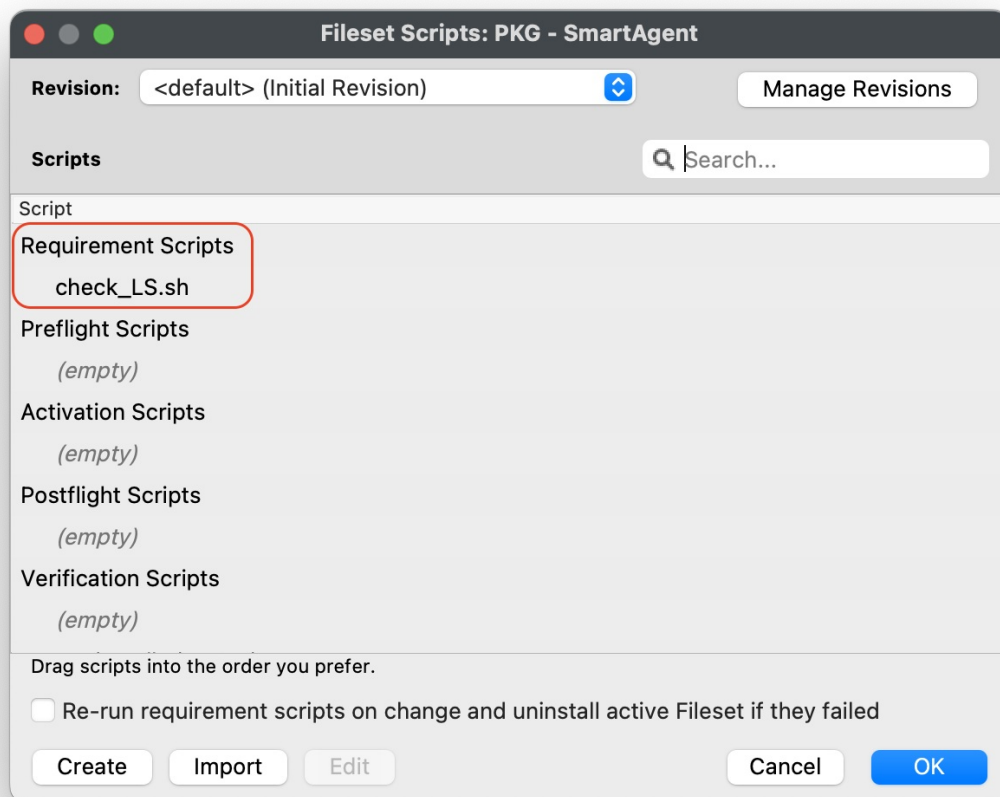 Fileset Scripts: PKG - SmartAgent
Revision: <default> (Initial Revision) Manage Revisions
Scripts Search...
Script
Requirement Scripts
check_LS.sh
Preflight Scripts
(empty)
Activation Scripts
(empty)
Postflight Scripts
(empty)
Verification Scripts
(empty)
Drag scripts into the order you prefer.
Re-run requirement scripts on change and uninstall active Fileset if they failed
Create Import Edit Cancel OK